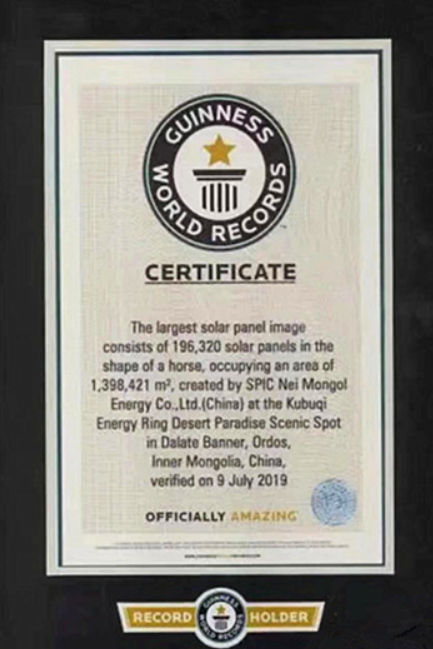 GUINNESS
WORLD RECORDS
CERTIFICATE
The largest solar panel image
consists of 196,320 solar panels in the
shape of a horse, occupying an area of
1,398,421 m², created by SPIC Nei Mongol
Energy Co.,Ltd.(China) at the Kubuqi
Energy Ring Desert Paradise Scenic Spot
in Dalate Banner, Ordos,
Inner Mongolia, China,
verified on 9 July 2019
OFFICIALLY AMAZING
RECORD
GUINNESS
WORLD RECORDS
HOLDER